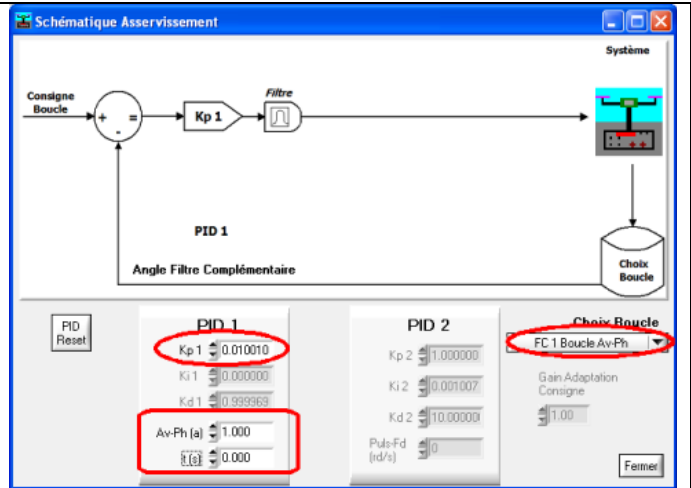 Schématique Asservissement
Système
Consigne
Boucle
Filtre
+ =
-
Kp 1
PID 1
Choix
Boucle
Angle Filtre Complémentaire
PID
Reset
PID 1
Kp 1 0.010010
Ki 1 0.000000
Kd 1 0.999969
Av-Ph (a) 1.000
t (s) 0.000
PID 2
Kp 2 1.000000
Ki 2 0.001007
Kd 2 10.00000
Puls-Fd
(rd/s) 0
Choix Boucle
FC 1 Boucle Av-Ph
Gain Adaptation
Consigne
1.00
Fermer